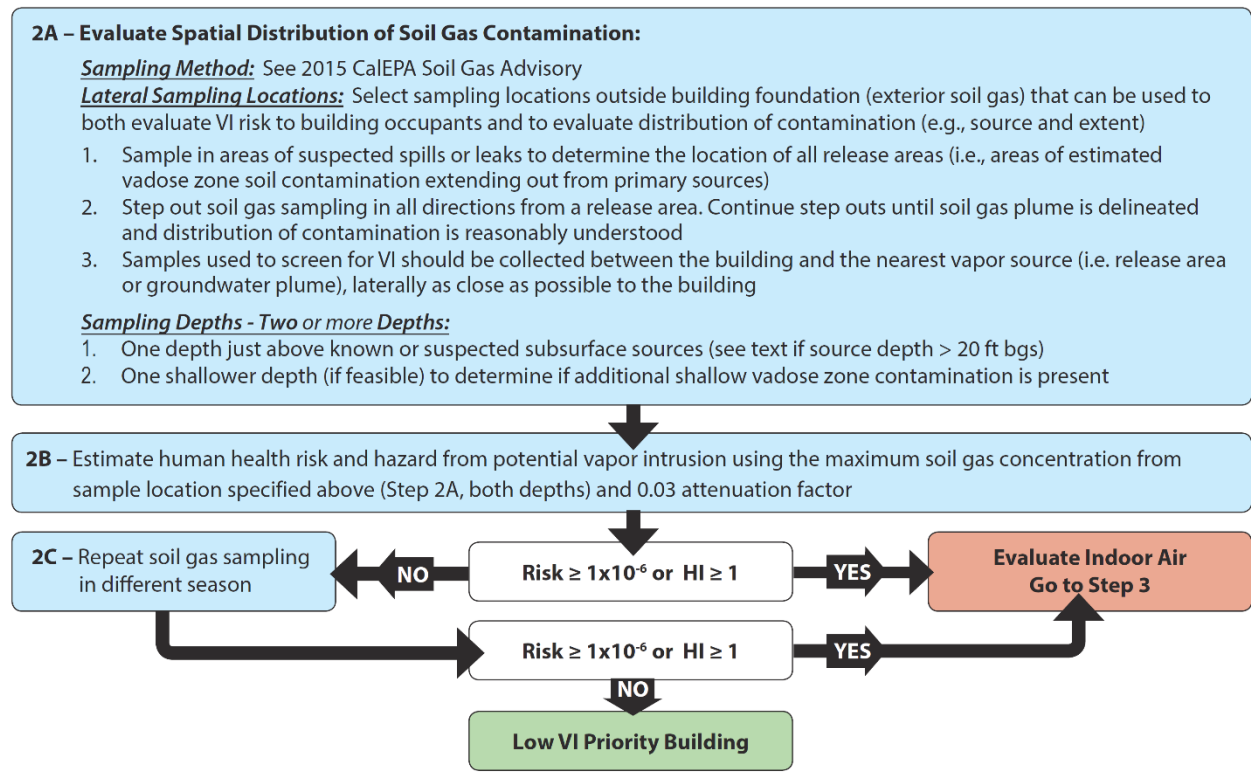 2A – Evaluate Spatial Distribution of Soil Gas Contamination:
Sampling Method: See 2015 CalEPA Soil Gas Advisory
Lateral Sampling Locations: Select sampling locations outside building foundation (exterior soil gas) that can be used to
both evaluate VI risk to building occupants and to evaluate distribution of contamination (e.g., source and extent)
1. Sample in areas of suspected spills or leaks to determine the location of all release areas (i.e., areas of estimated
vadose zone soil contamination extending out from primary sources)
2. Step out soil gas sampling in all directions from a release area. Continue step outs until soil gas plume is delineated
and distribution of contamination is reasonably understood
3. Samples used to screen for VI should be collected between the building and the nearest vapor source (i.e. release area
or groundwater plume), laterally as close as possible to the building
Sampling Depths - Two or more Depths:
1. One depth just above known or suspected subsurface sources (see text if source depth > 20 ft bgs)
2. One shallower depth (if feasible) to determine if additional shallow vadose zone contamination is present
2B – Estimate human health risk and hazard from potential vapor intrusion using the maximum soil gas concentration from
sample location specified above (Step 2A, both depths) and 0.03 attenuation factor
2C – Repeat soil gas sampling
in different season
NO
Risk ≥ 1x10⁻⁶ or HI ≥ 1
YES
Evaluate Indoor Air
Go to Step 3
Risk ≥ 1x10⁻⁶ or HI ≥ 1
YES
NO
Low VI Priority Building